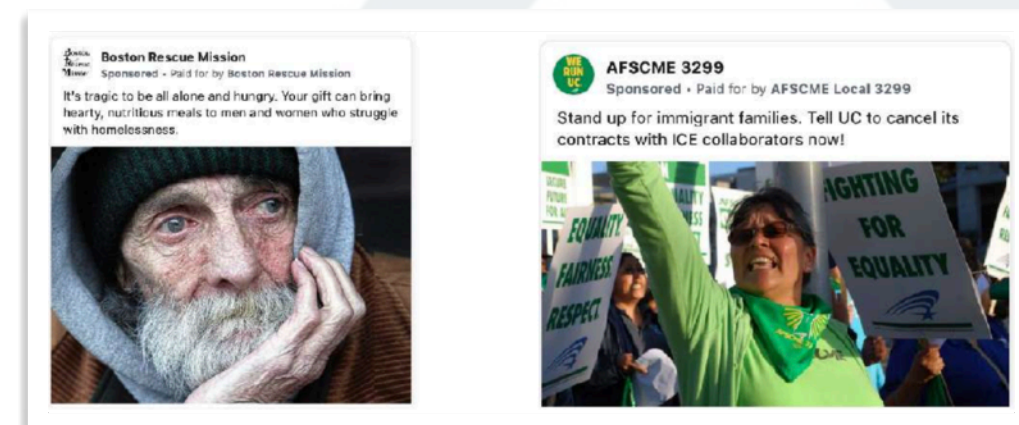 Boston Rescue Mission
Sponsored • Paid for by Boston Rescue Mission
It's tragic to be all alone and hungry. Your gift can bring
hearty, nutritious meals to men and women who struggle
with homelessness.
WE
RUN
UC
AFSCME 3299
Sponsored • Paid for by AFSCME Local 3299
Stand up for immigrant families. Tell UC to cancel its
contracts with ICE collaborators now!
SECURE
FUTURE
EQUALITY
FAIRNESS
RESPECT
FIGHTING
FOR
EQUALITY